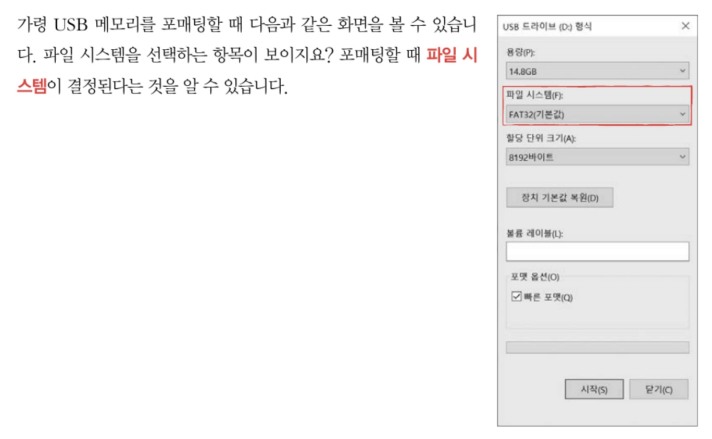 가령 USB 메모리를 포매팅할 때 다음과 같은 화면을 볼 수 있습니
다. 파일 시스템을 선택하는 항목이 보이지요? 포매팅할 때 파일 시
스템이 결정된다는 것을 알 수 있습니다.
USB 드라이브 (D:) 형식
용량(P):
14.8GB
파일 시스템(F):
FAT32(기본값)
할당 단위 크기(A):
8192바이트
장치 기본값 복원(D)
볼륨 레이블(L):
포맷 옵션(O)
빠른 포맷(Q)
시작(S) 닫기(C)